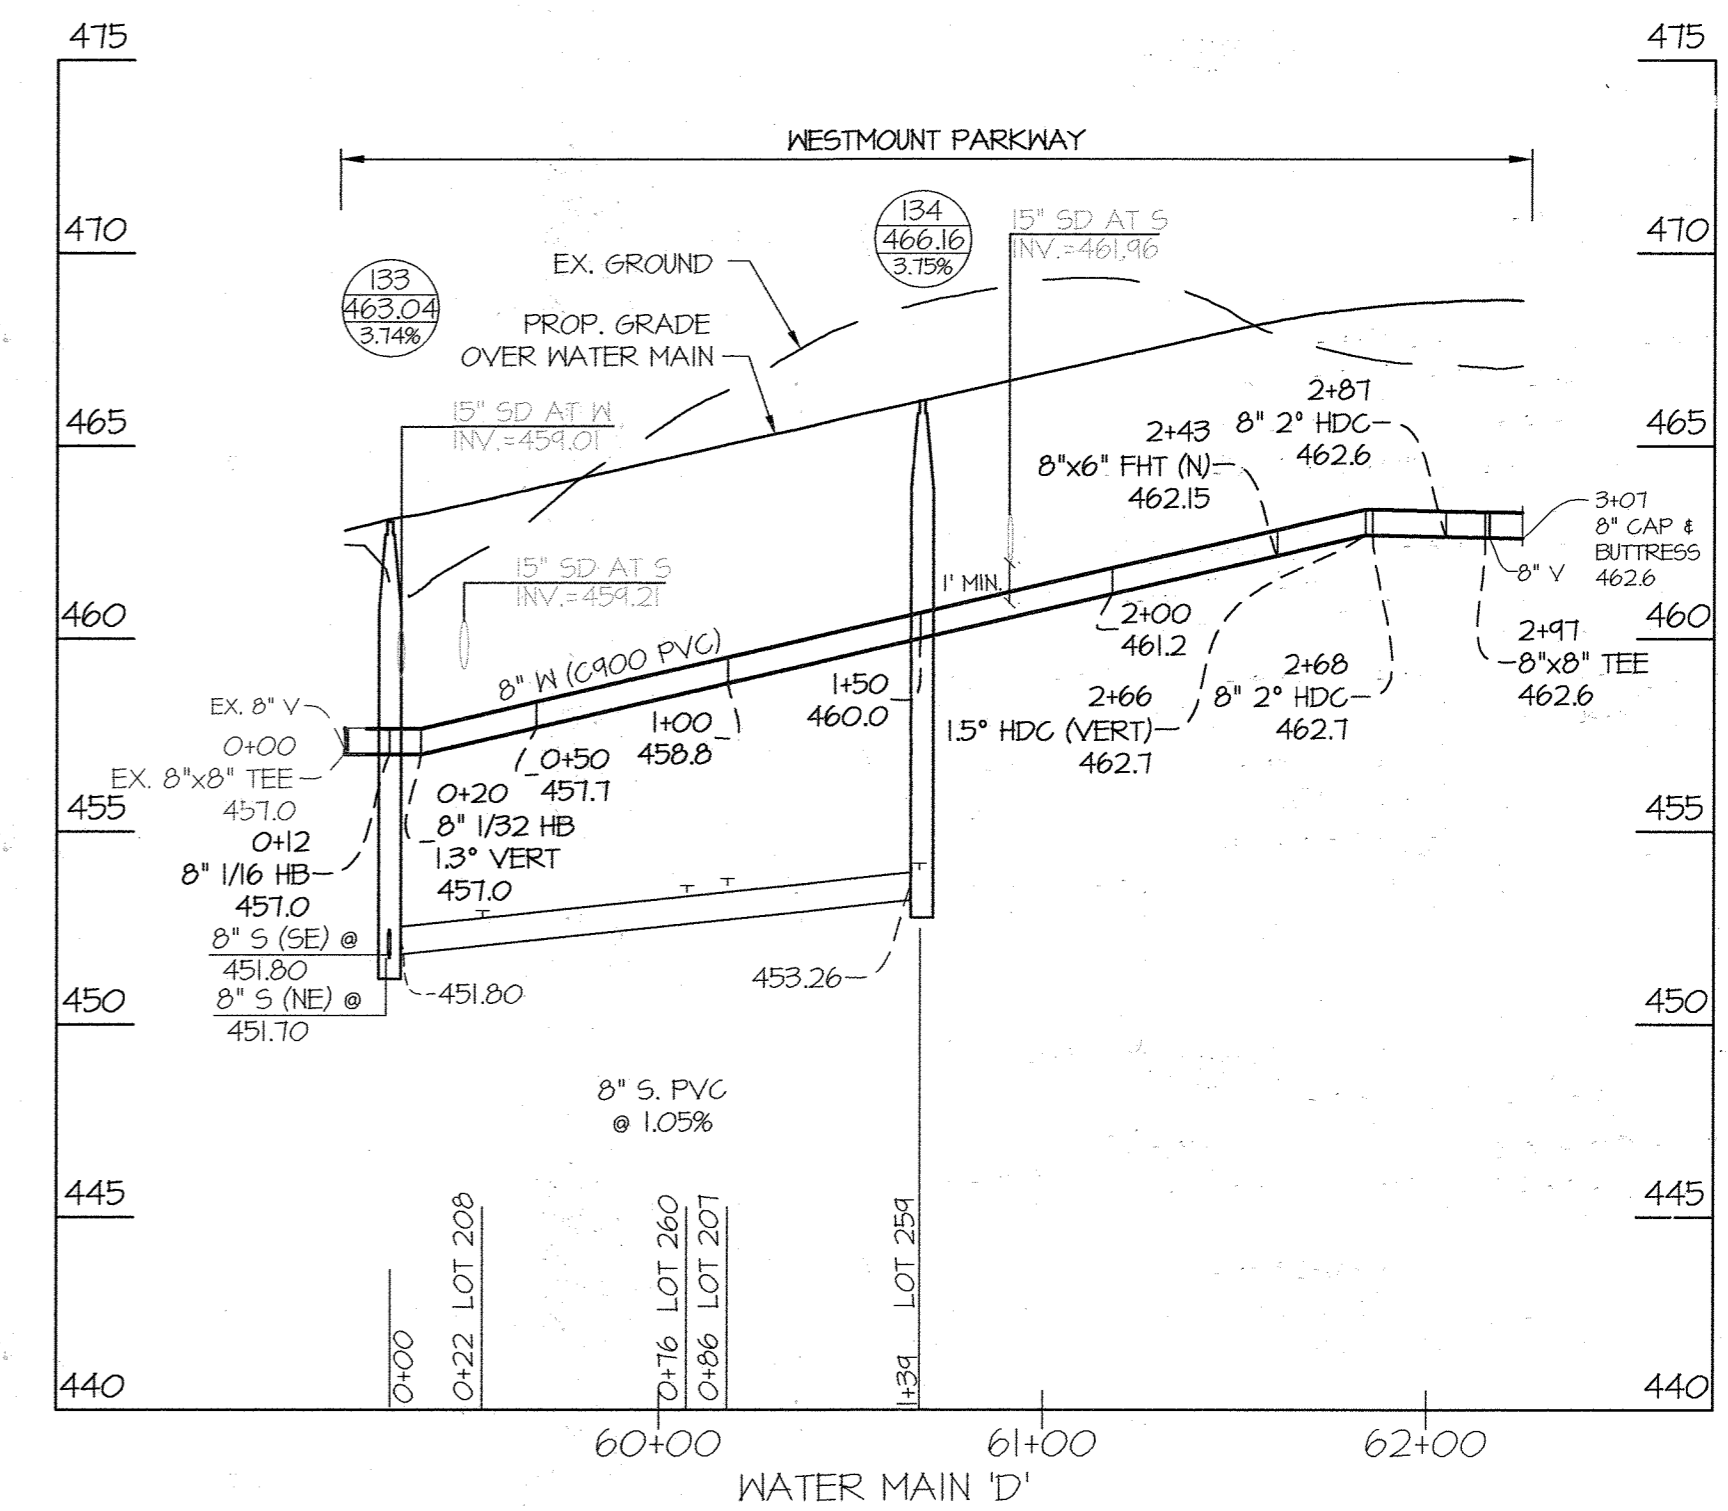 475
475
WESTMOUNT PARKWAY
134
466.16
3.75%
15" SD AT S
INV.=461.96
470
470
EX. GROUND
133
463.04
3.74%
PROP. GRADE
OVER WATER MAIN
2+87
8" 2° HDC
462.6
465
465
15" SD AT W
INV.=459.01
2+43
8"x6" FHT (N)
462.15
3+07
8" CAP &
BUTTRESS
462.6
15" SD AT S
INV.=459.21
1' MIN.
8" V
460
460
2+00
461.2
2+97
8"x8" TEE
462.6
8" W (C900 PVC)
1+50
460.0
2+68
8" 2° HDC
462.7
2+66
1.5° HDC (VERT)
462.7
EX. 8" V
0+00
EX. 8"x8" TEE
457.0
1+00
458.8
0+50
457.7
455
455
0+20
8" 1/32 HB
1.3° VERT
457.0
0+12
8" 1/16 HB
457.0
8" S (SE) @
451.80
8" S (NE) @
451.70
451.80
453.26
450
450
8" S. PVC
@ 1.05%
445
445
0+00
0+22 LOT 208
0+76 LOT 260
0+86 LOT 207
1+39 LOT 259
440
440
60+00
61+00
62+00
WATER MAIN 'D'